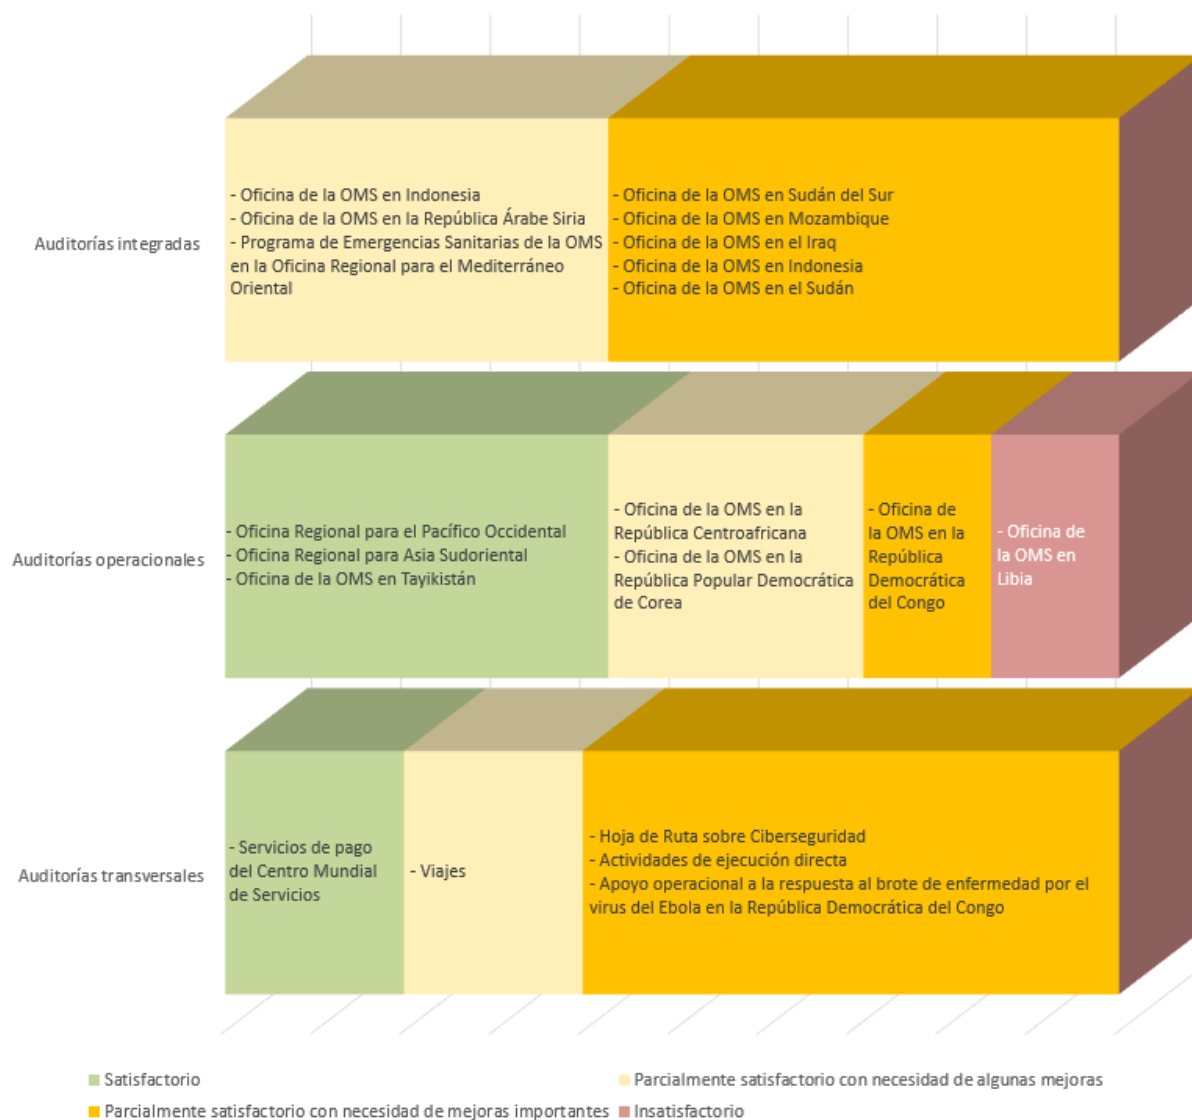 - Oficina de la OMS en Indonesia
- Oficina de la OMS en la República Árabe Siria
- Programa de Emergencias Sanitarias de la OMS
en la Oficina Regional para el Mediterráneo
Oriental
- Oficina de la OMS en Sudán del Sur
- Oficina de la OMS en Mozambique
- Oficina de la OMS en el Iraq
- Oficina de la OMS en Indonesia
- Oficina de la OMS en el Sudán
Auditorías integradas
- Oficina Regional para el Pacífico Occidental
- Oficina Regional para Asia Sudoriental
- Oficina de la OMS en Tayikistán
- Oficina de la OMS en la
República Centroafricana
- Oficina de la OMS en la
República Popular Democrática
de Corea
- Oficina de
la OMS en la
República
Democrática
del Congo
- Oficina de
la OMS en
Libia
Auditorías operacionales
- Servicios de pago
del Centro Mundial
de Servicios
- Viajes
- Hoja de Ruta sobre Ciberseguridad
- Actividades de ejecución directa
- Apoyo operacional a la respuesta al brote de enfermedad por el
virus del Ebola en la República Democrática del Congo
Auditorías transversales
Satisfactorio
Parcialmente satisfactorio con necesidad de algunas mejoras
Parcialmente satisfactorio con necesidad de mejoras importantes
Insatisfactorio